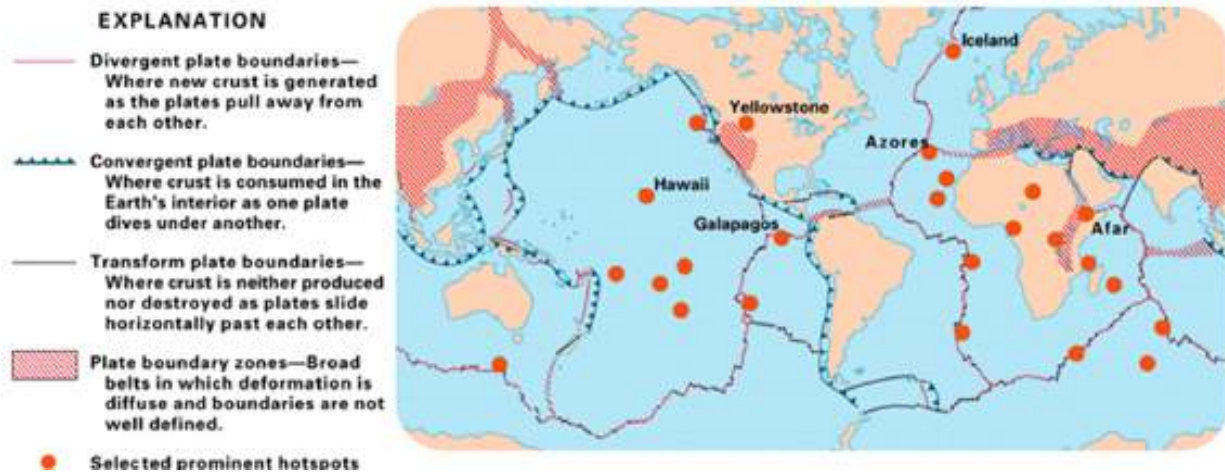 EXPLANATION
Divergent plate boundaries—
Where new crust is generated
as the plates pull away from
each other.
Convergent plate boundaries—
Where crust is consumed in the
Earth's interior as one plate
dives under another.
Transform plate boundaries—
Where crust is neither produced
nor destroyed as plates slide
horizontally past each other.
Plate boundary zones—Broad
belts in which deformation is
diffuse and boundaries are not
well defined.
Selected prominent hotspots
Iceland
Yellowstone
Azores
Hawaii
Galapagos
Afar